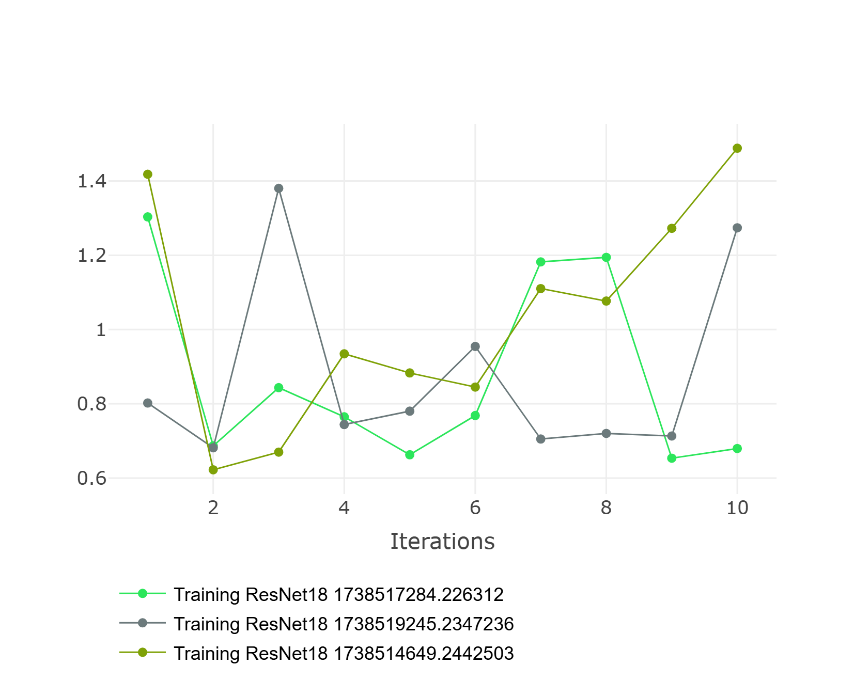 1.4
1.2
1
0.8
0.6
2 4 6 8 10
Iterations
Training ResNet18 1738517284.226312
Training ResNet18 1738519245.2347236
Training ResNet18 1738514649.2442503